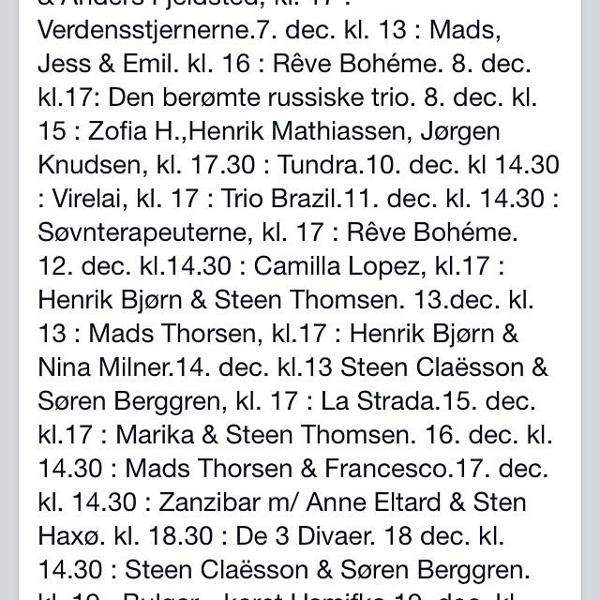 Verdensstjernerne.7. dec. kl. 13 : Mads,
Jess & Emil. kl. 16 : Rêve Bohéme. 8. dec.
kl.17: Den berømte russiske trio. 8. dec. kl.
15 : Zofia H.,Henrik Mathiassen, Jørgen
Knudsen, kl. 17.30 : Tundra.10. dec. kl 14.30
: Virelai, kl. 17 : Trio Brazil.11. dec. kl. 14.30 :
Søvnterapeuterne, kl. 17 : Rêve Bohéme.
12. dec. kl.14.30 : Camilla Lopez, kl.17 :
Henrik Bjørn & Steen Thomsen. 13.dec. kl.
13 : Mads Thorsen, kl.17 : Henrik Bjørn &
Nina Milner.14. dec. kl.13 Steen Claësson &
Søren Berggren, kl. 17 : La Strada.15. dec.
kl.17 : Marika & Steen Thomsen. 16. dec. kl.
14.30 : Mads Thorsen & Francesco.17. dec.
kl. 14.30 : Zanzibar m/ Anne Eltard & Sten
Haxø. kl. 18.30 : De 3 Divaer. 18 dec. kl.
14.30 : Steen Claësson & Søren Berggren.